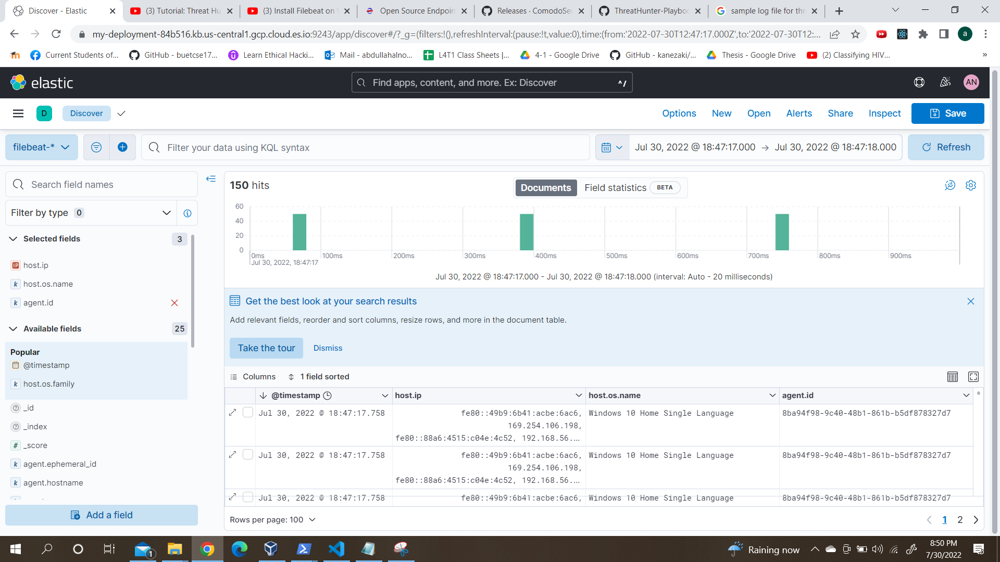 Discover - Elastic
(3) Tutorial: Threat Hu
(3) Install Filebeat on
Open Source Endpoin
Releases · ComodoSec
ThreatHunter-Playboo
sample log file for thr
my-deployment-84b516.kb.us-central1.gcp.cloud.es.io:9243/app/discover#/?_g=(filters:!(),refreshInterval:(pause:!t,value:0),time:(from:'2022-07-30T12:47:17.000Z',to:'2022-07-30T12:...
a
Current Students of...
GitHub - buetcse17...
Learn Ethical Hacki...
Mail - abdullahalno...
L4T1 Class Sheets |...
4-1 - Google Drive
GitHub - kanezaki/...
Thesis - Google Drive
(2) Classifying HIV...
»
elastic
Find apps, content, and more. Ex: Discover
^/
AN
D
Discover
Options
New
Open
Alerts
Share
Inspect
Save
filebeat-*
Filter your data using KQL syntax
Jul 30, 2022 @ 18:47:17.000 → Jul 30, 2022 @ 18:47:18.000
Refresh
Search field names
Filter by type 0
Selected fields 3
IP host.ip
k host.os.name
k agent.id
Available fields 25
Popular
@timestamp
k host.os.family
_id
_index
# _score
k agent.ephemeral_id
k agent.hostname
Add a field
150 hits
Documents
Field statistics BETA
60
40
20
0
0ms 100ms 200ms 300ms 400ms 500ms 600ms 700ms 800ms 900ms
Jul 30, 2022, 18:47:17
Jul 30, 2022 @ 18:47:17.000 - Jul 30, 2022 @ 18:47:18.000 (interval: Auto - 20 milliseconds)
Get the best look at your search results
Add relevant fields, reorder and sort columns, resize rows, and more in the document table.
Take the tour
Dismiss
Columns
1 field sorted
@timestamp host.ip host.os.name agent.id
Jul 30, 2022 @ 18:47:17.758 fe80::49b9:6b41:acbe:6ac6, Windows 10 Home Single Language 8ba94f98-9c40-48b1-861b-b5df878327d7
169.254.106.198,
fe80::88a6:4515:c04e:4c52, 192.168.56....
Jul 30, 2022 @ 18:47:17.758 fe80::49b9:6b41:acbe:6ac6, Windows 10 Home Single Language 8ba94f98-9c40-48b1-861b-b5df878327d7
169.254.106.198,
fe80::88a6:4515:c04e:4c52, 192.168.56....
Jul 30, 2022 @ 18:47:17.758 fe80::49b9:6b41:acbe:6ac6, Windows 10 Home Single Language 8ba94f98-9c40-48b1-861b-b5df878327d7
Rows per page: 100
1 2
1
Raining now
8:50 PM
7/30/2022